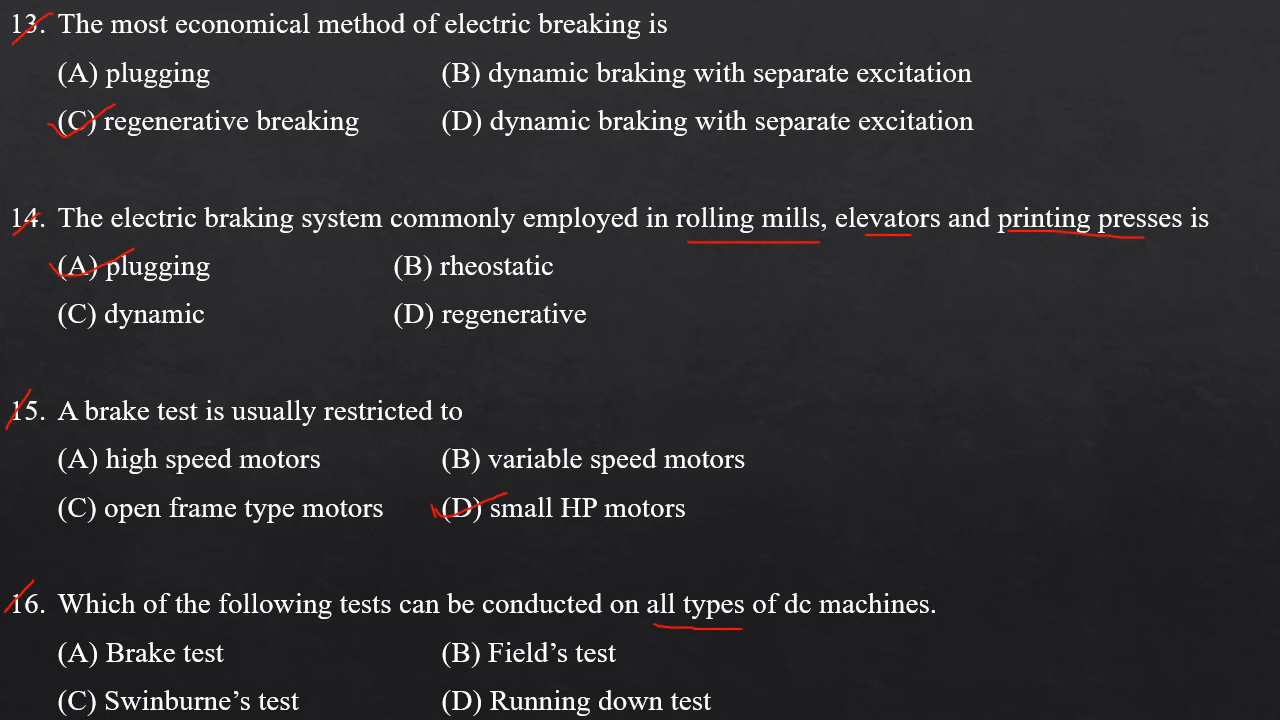 13. The most economical method of electric breaking is
(A) plugging (B) dynamic braking with separate excitation
(C) regenerative breaking (D) dynamic braking with separate excitation
14. The electric braking system commonly employed in rolling mills, elevators and printing presses is
(A) plugging (B) rheostatic
(C) dynamic (D) regenerative
15. A brake test is usually restricted to
(A) high speed motors (B) variable speed motors
(C) open frame type motors (D) small HP motors
16. Which of the following tests can be conducted on all types of dc machines.
(A) Brake test (B) Field’s test
(C) Swinburne’s test (D) Running down test